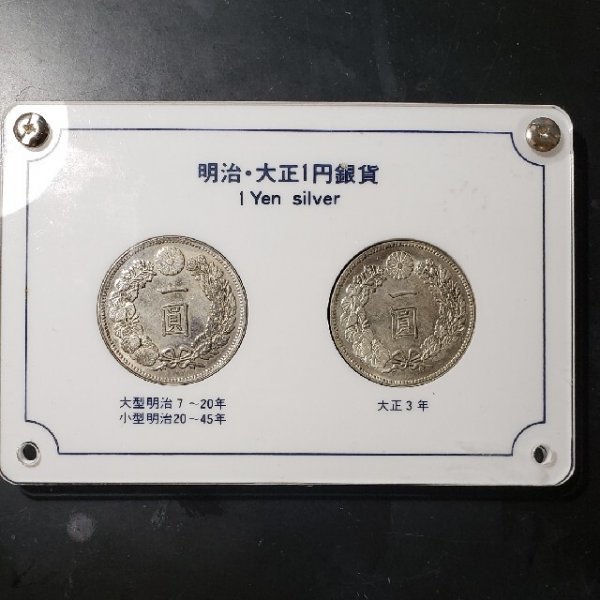 明治・大正1円銀貨
1 Yen silver
一圓
一圓
大型明治7～20年
小型明治20～45年
大正3年